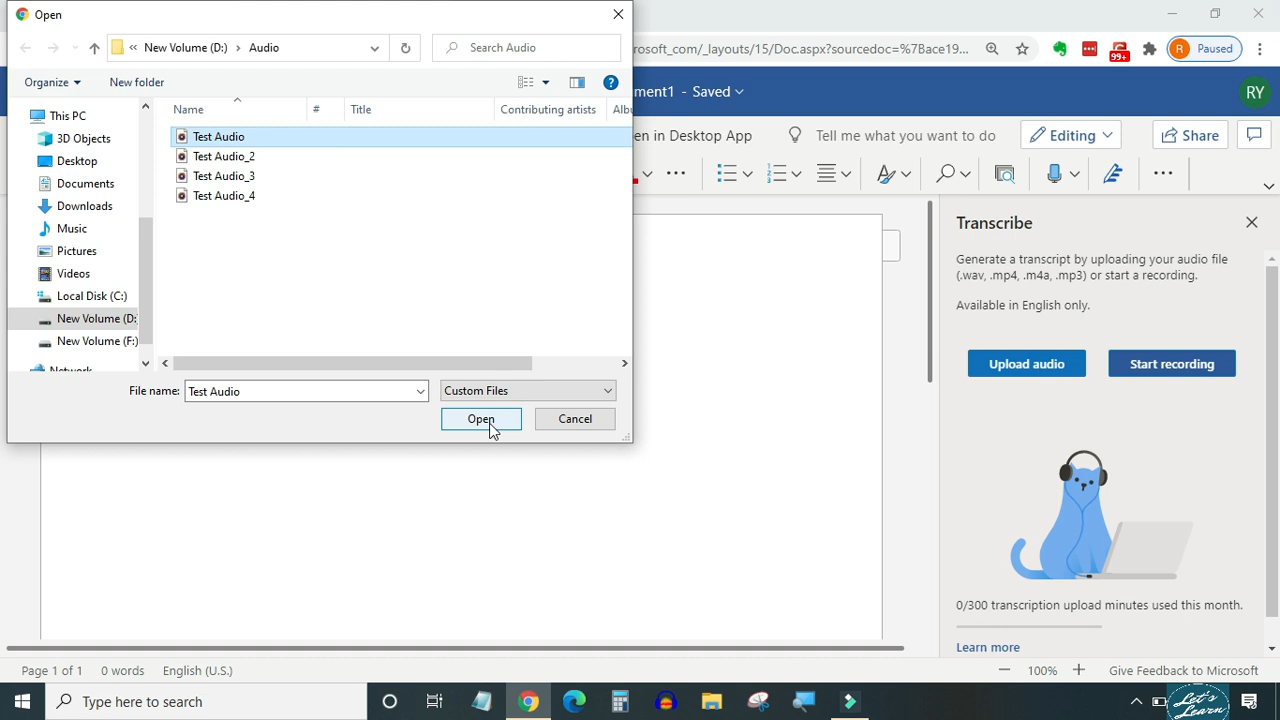 Open
New Volume (D:) Audio
Search Audio
rosoft.com/_layouts/15/Doc.aspx?sourcedoc=%7Bace19...
99+
R Paused
Organize
New folder
ment1 - Saved
RY
Name # Title Contributing artists Albu
This PC
3D Objects
Desktop
Documents
Downloads
Music
Pictures
Videos
Local Disk (C:)
New Volume (D:
New Volume (F:)
Network
Test Audio
Test Audio_2
Test Audio_3
Test Audio_4
File name: Test Audio
Custom Files
Open
Cancel
en in Desktop App
Tell me what you want to do
Editing
Share
Transcribe
Generate a transcript by uploading your audio file
(.wav, .mp4, .m4a, .mp3) or start a recording.
Available in English only.
Upload audio
Start recording
0/300 transcription upload minutes used this month.
Learn more
Page 1 of 1 0 words English (U.S.)
100% Give Feedback to Microsoft
Type here to search
Let's
Learn